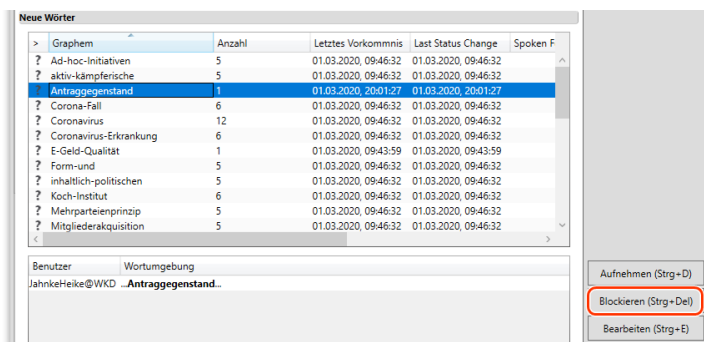 Neue Wörter
> Graphem Anzahl Letztes Vorkommnis Last Status Change Spoken F
? Ad-hoc-Initiativen 5 01.03.2020, 09:46:32 01.03.2020, 09:46:32
? aktiv-kämpferische 5 01.03.2020, 09:46:32 01.03.2020, 09:46:32
? Antraggegenstand 1 01.03.2020, 20:01:27 01.03.2020, 20:01:27
? Corona-Fall 6 01.03.2020, 09:46:32 01.03.2020, 09:46:32
? Coronavirus 12 01.03.2020, 09:46:32 01.03.2020, 09:46:32
? Coronavirus-Erkrankung 6 01.03.2020, 09:46:32 01.03.2020, 09:46:32
? E-Geld-Qualität 1 01.03.2020, 09:43:59 01.03.2020, 09:43:59
? Form-und 5 01.03.2020, 09:46:32 01.03.2020, 09:46:32
? inhaltlich-politischen 5 01.03.2020, 09:46:32 01.03.2020, 09:46:32
? Koch-Institut 6 01.03.2020, 09:46:32 01.03.2020, 09:46:32
? Mehrparteienprinzip 5 01.03.2020, 09:46:32 01.03.2020, 09:46:32
? Mitgliederakquisition 5 01.03.2020, 09:46:32 01.03.2020, 09:46:32
Benutzer Wortumgebung
JahnkeHeike@WKD ...Antraggegenstand...
Aufnehmen (Strg+D)
Blockieren (Strg+Del)
Bearbeiten (Strg+E)